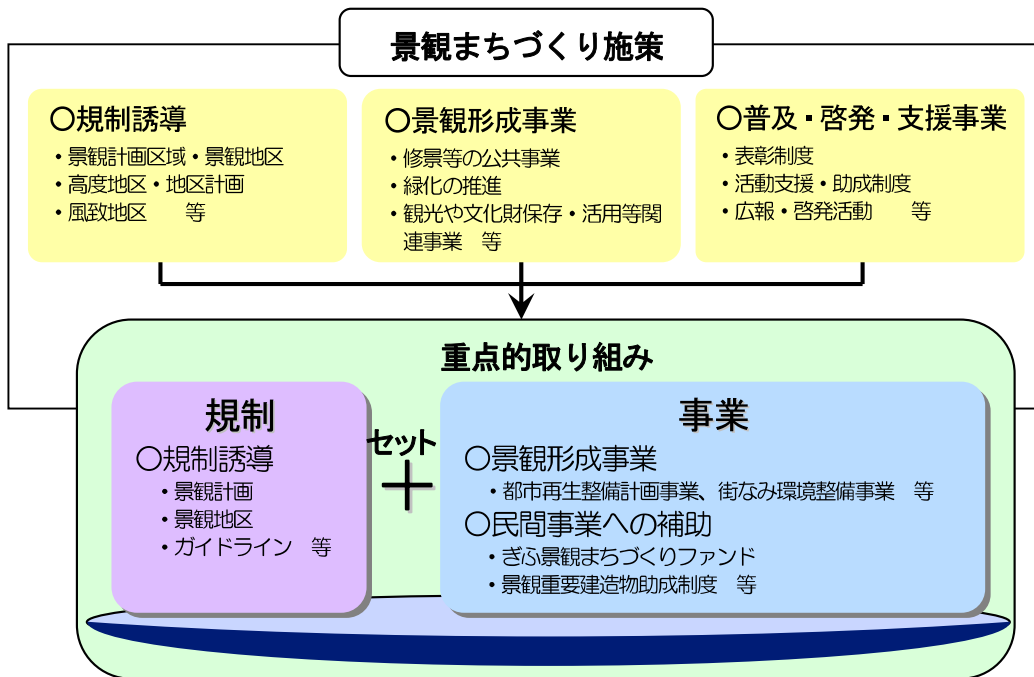 景観まちづくり施策
〇規制誘導
・景観計画区域・景観地区
・高度地区・地区計画
・風致地区　　等
〇景観形成事業
・修景等の公共事業
・緑化の推進
・観光や文化財保存・活用等関
連事業　等
〇普及・啓発・支援事業
・表彰制度
・活動支援・助成制度
・広報・啓発活動　　等
重点的取り組み
規制
〇規制誘導
・景観計画
・景観地区
・ガイドライン　等
セット
＋
事業
〇景観形成事業
・都市再生整備計画事業、街なみ環境整備事業　等
〇民間事業への補助
・ぎふ景観まちづくりファンド
・景観重要建造物助成制度　等